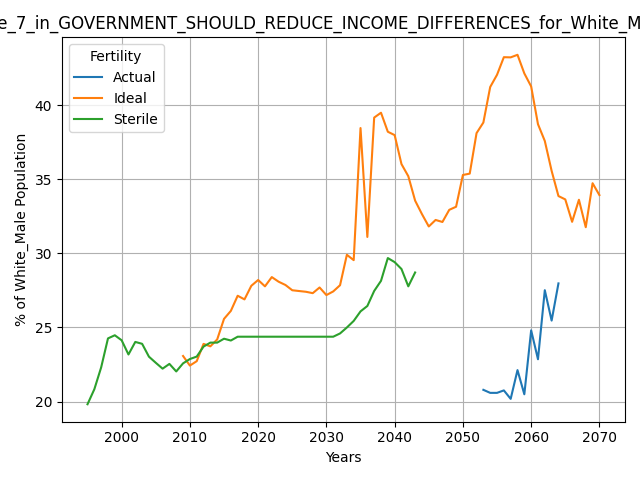 e_7_in_GOVERNMENT_SHOULD_REDUCE_INCOME_DIFFERENCES_for_White_M
Fertility
Actual
Ideal
Sterile
% of White_Male Population
40
35
30
25
20
2000 2010 2020 2030 2040 2050 2060 2070
Years